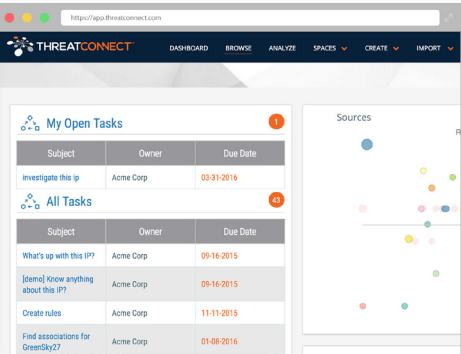 https://app.threatconnect.com
THREATCONNECT DASHBOARD BROWSE ANALYZE SPACES CREATE IMPORT
My Open Tasks 1
Subject Owner Due Date
investigate this ip Acme Corp 03-31-2016
All Tasks 43
Subject Owner Due Date
What's up with this IP? Acme Corp 09-16-2015
[demo] Know anything
about this IP? Acme Corp 09-16-2015
Create rules Acme Corp 11-11-2015
Find associations for
GreenSky27 Acme Corp 01-08-2016
Sources
R